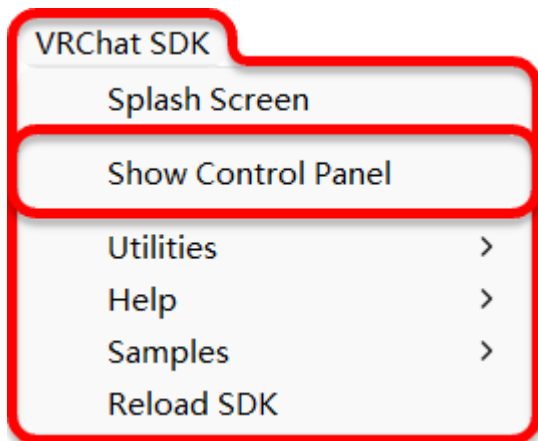 VRChat SDK
Splash Screen
Show Control Panel
Utilities
Help
Samples
Reload SDK